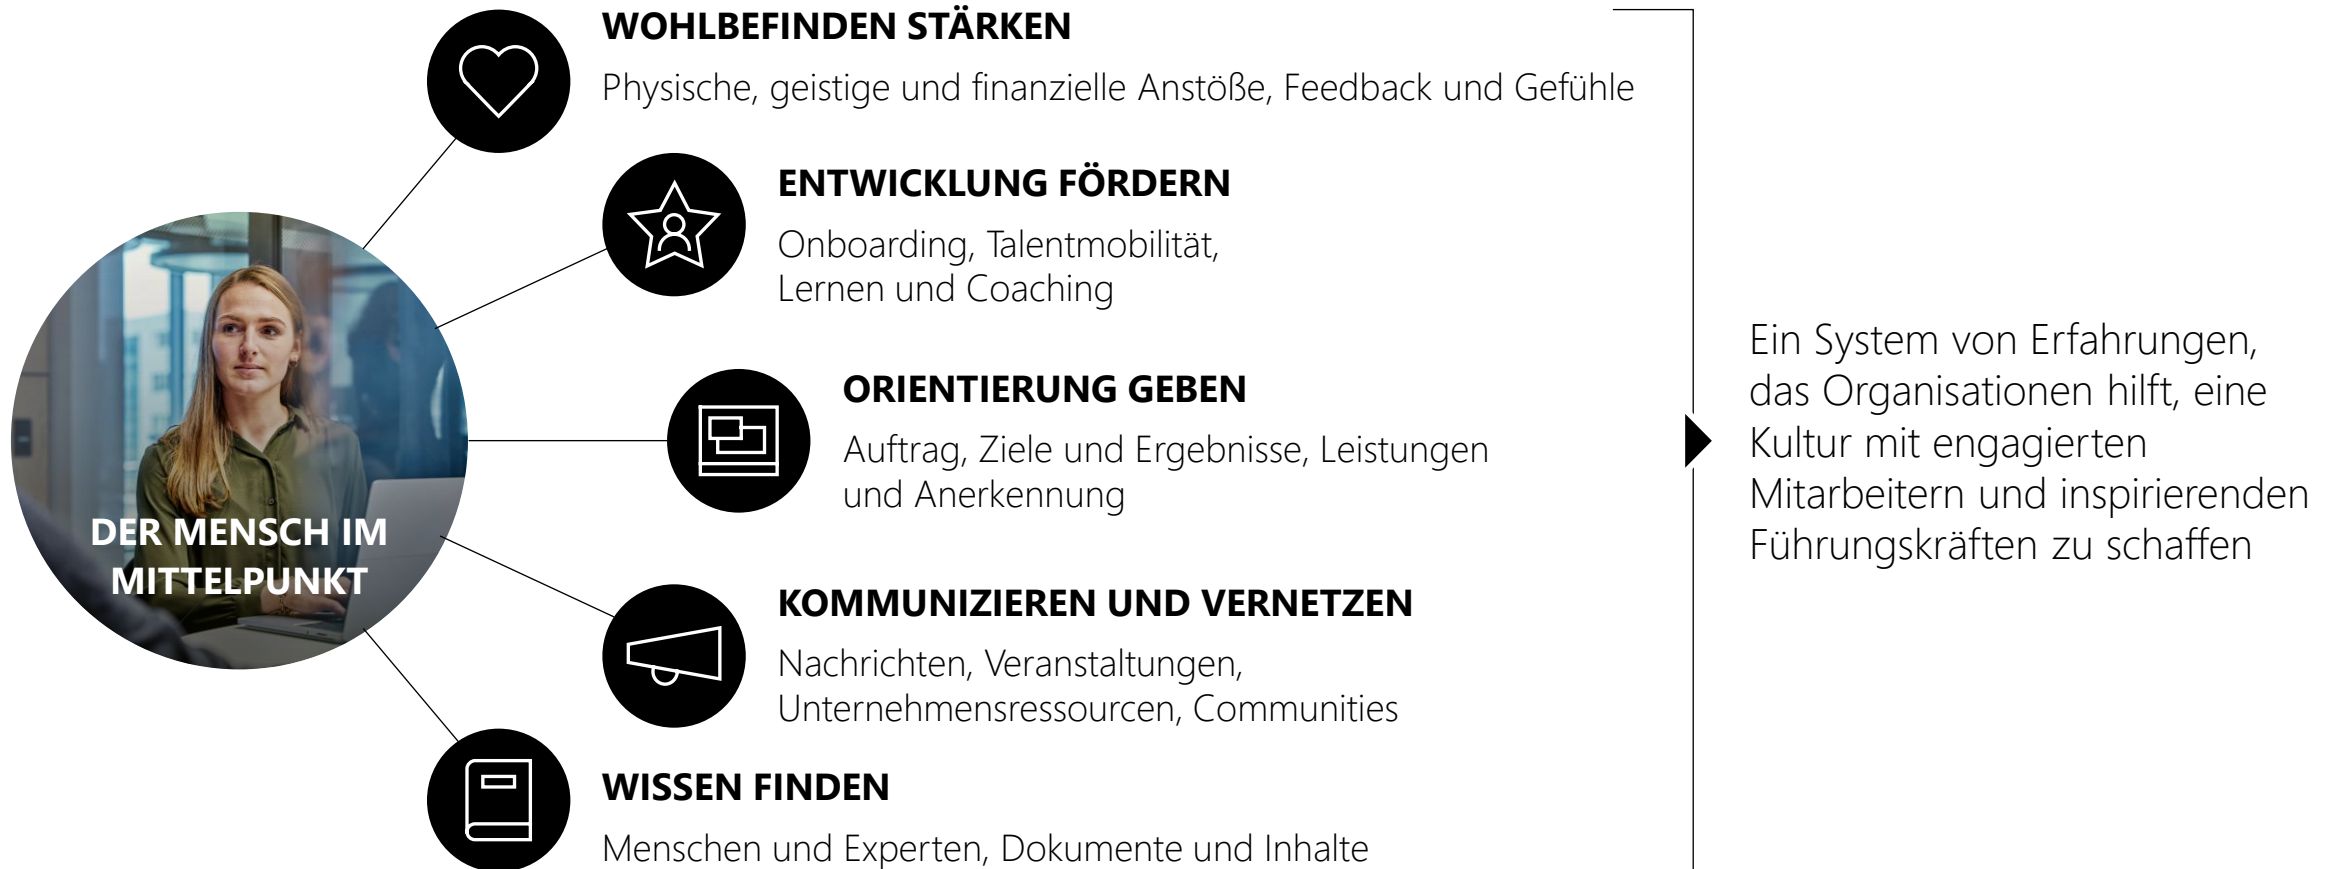 WOHLBEFINDEN STÄRKEN
Physische, geistige und finanzielle Anstöße, Feedback und Gefühle
ENTWICKLUNG FÖRDERN
Onboarding, Talentmobilität,
Lernen und Coaching
ORIENTIERUNG GEBEN
Auftrag, Ziele und Ergebnisse, Leistungen
und Anerkennung
DER MENSCH IM
MITTELPUNKT
KOMMUNIZIEREN UND VERNETZEN
Nachrichten, Veranstaltungen,
Unternehmensressourcen, Communities
WISSEN FINDEN
Menschen und Experten, Dokumente und Inhalte
Ein System von Erfahrungen,
das Organisationen hilft, eine
Kultur mit engagierten
Mitarbeitern und inspirierenden
Führungskräften zu schaffen